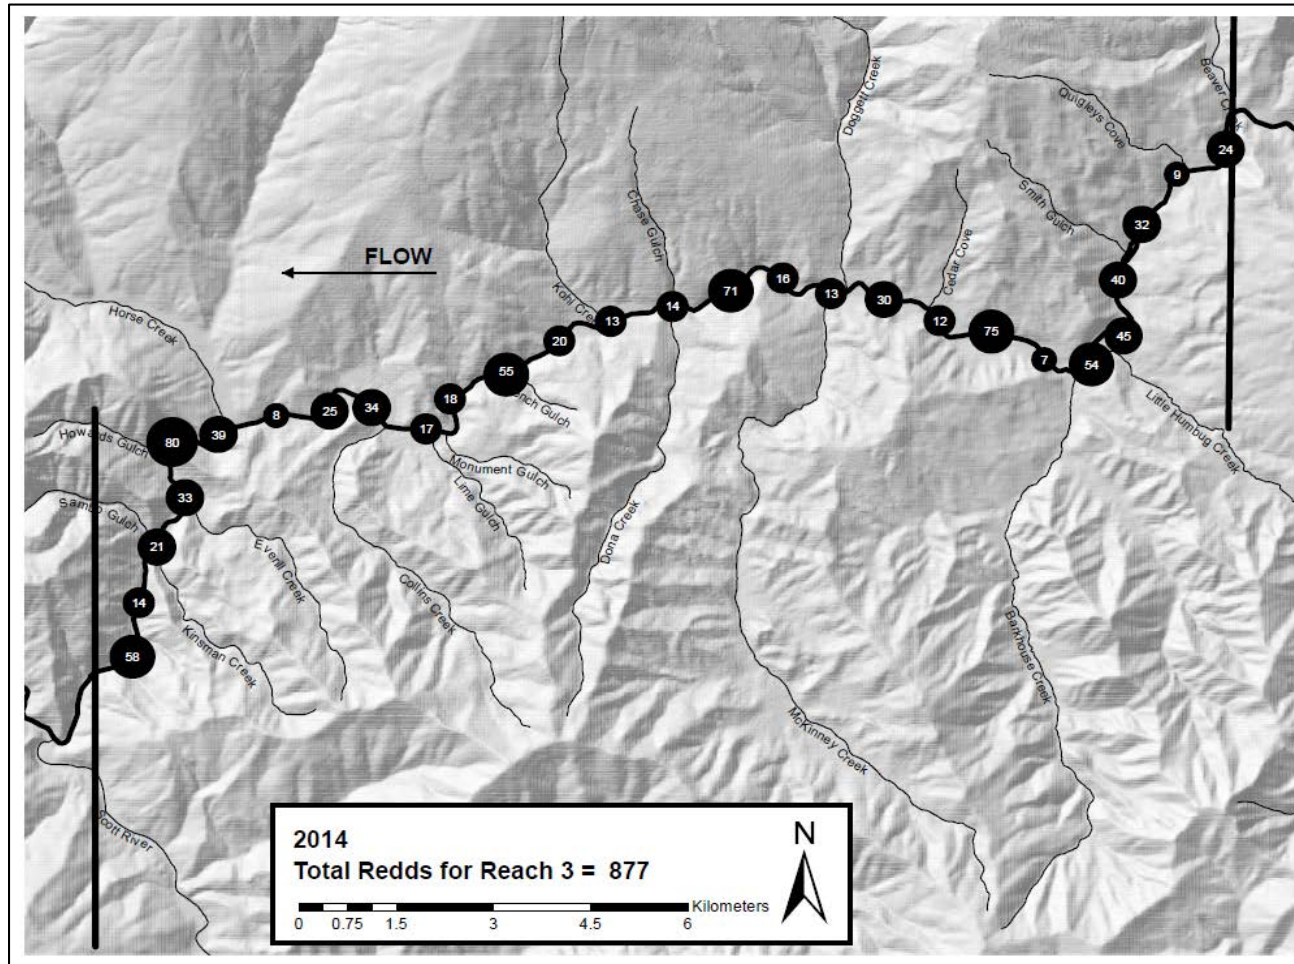 Beaver Creek
Quigleys Cove
24
9
Doggett Creek
Smith Gulch
32
Chase Gulch
Cedar Cove
FLOW
40
16
71
13
30
14
Kohl Creek
13
12
75
45
20
7
54
Horse Creek
55
18
Little Humbug Creek
34
25
8
39
17
Howards Gulch
80
Monument Gulch
Lime Gulch
33
Gulch
21
Everill Creek
Dona Creek
14
Collins Creek
Kinsman Creek
58
Barkhouse Creek
McKinney Creek
Scott River
2014
Total Redds for Reach 3 = 877
N
Kilometers
0 0.75 1.5 3 4.5 6